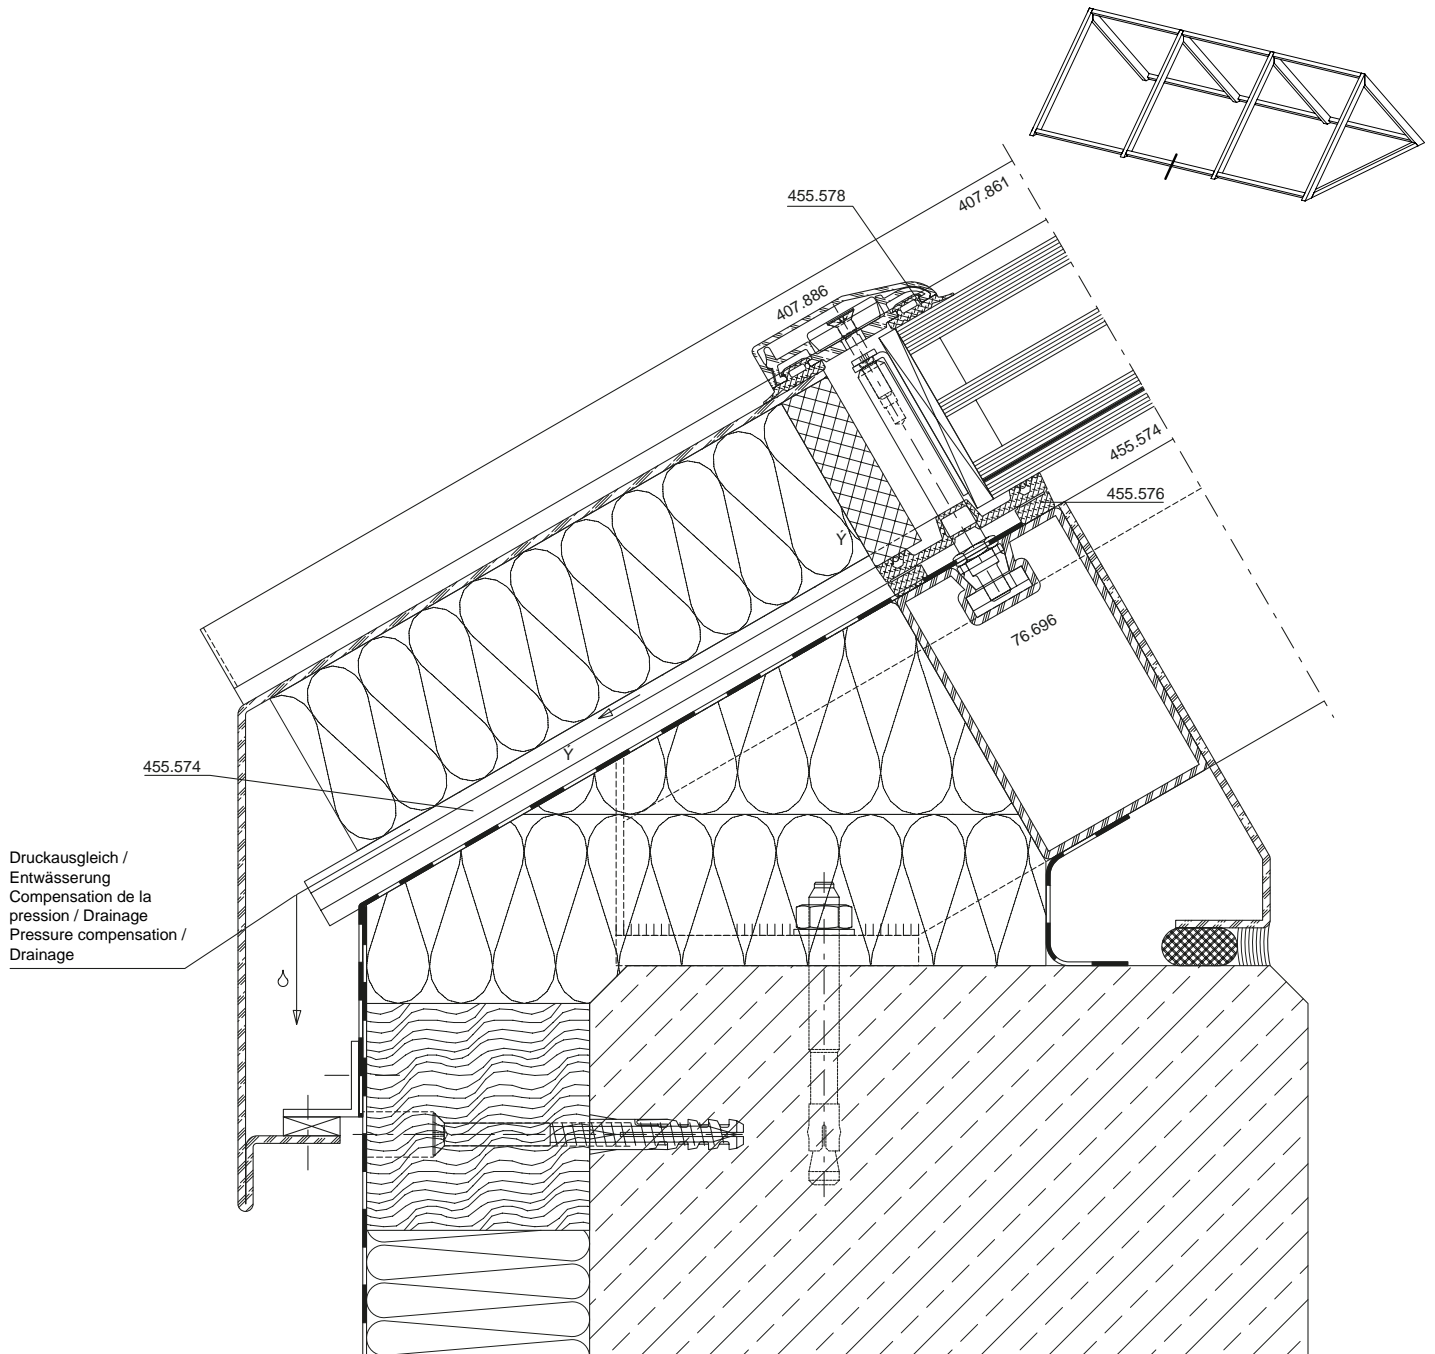 407.861
455.578
407.886
455.574
455.576
76.696
455.574
Druckausgleich /
Entwässerung
Compensation de la
pression / Drainage
Pressure compensation /
Drainage